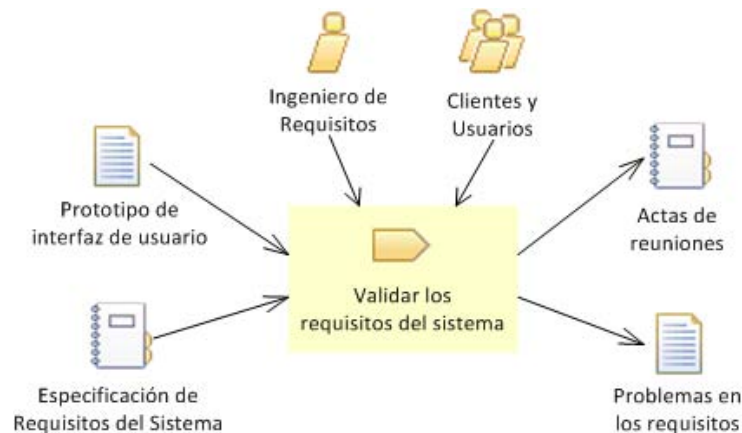 Ingeniero de
Requisitos
Clientes y
Usuarios
Prototipo de
interfaz de usuario
Actas de
reuniones
Validar los
requisitos del sistema
Especificación de
Requisitos del Sistema
Problemas en
los requisitos